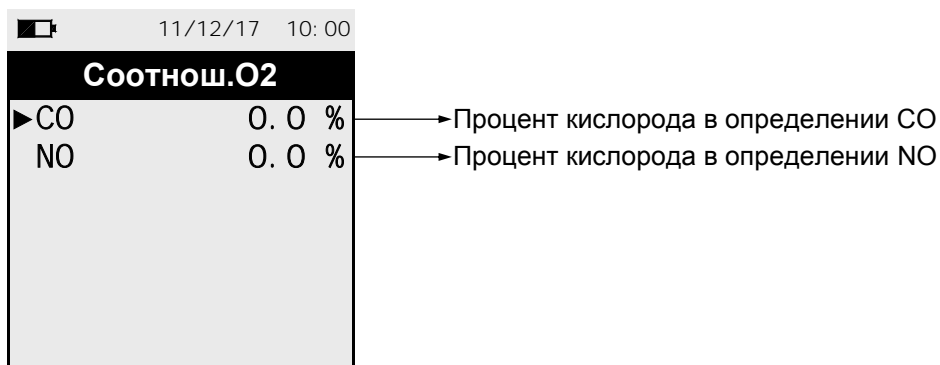 11/12/17 10:00
Соотнош.O2
►CO 0.0 % Процент кислорода в определении CO
NO 0.0 % Процент кислорода в определении NO